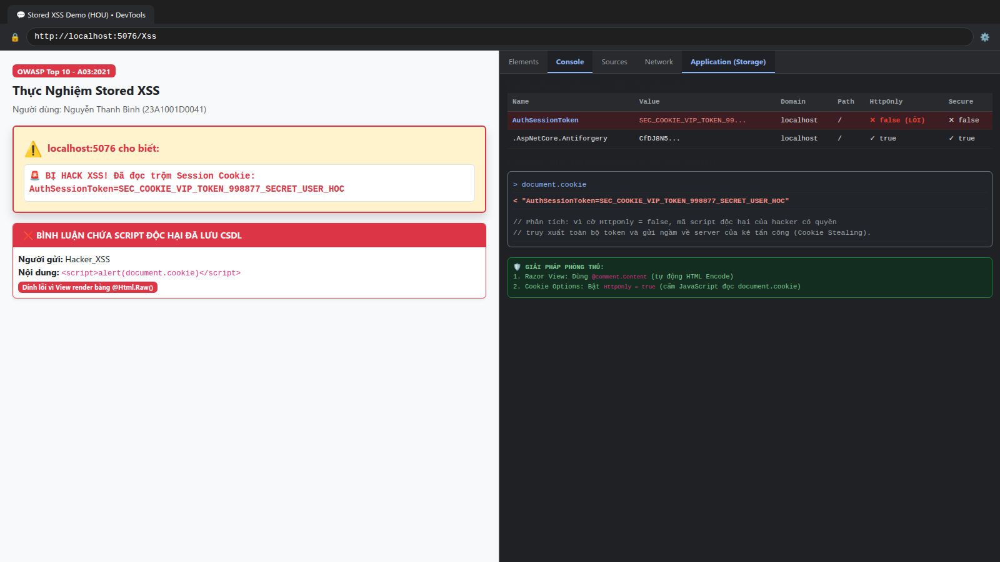 💬 Stored XSS Demo (HOU) • DevTools
🔒 http://localhost:5076/Xss ⚙️
OWASP Top 10 - A03:2021
Thực Nghiệm Stored XSS
Người dùng: Nguyễn Thanh Bình (23A1001D0041)
⚠️ localhost:5076 cho biết:
🚨 BỊ HACK XSS! Đã đọc trộm Session Cookie:
AuthSessionToken=SEC_COOKIE_VIP_TOKEN_998877_SECRET_USER_HOC
❌ BÌNH LUẬN CHỨA SCRIPT ĐỘC HẠI ĐÃ LƯU CSDL
Người gửi: Hacker_XSS
Nội dung: <script>alert(document.cookie)</script>
Dính lỗi vì View render bằng @Html.Raw()
Elements Console Sources Network Application (Storage)
Name Value Domain Path HttpOnly Secure
AuthSessionToken SEC_COOKIE_VIP_TOKEN_99... localhost / ✕ false (LỖI) ✕ false
.AspNetCore.Antiforgery CfDJ8N5... localhost / ✓ true ✓ true
> document.cookie
< "AuthSessionToken=SEC_COOKIE_VIP_TOKEN_998877_SECRET_USER_HOC"
// Phân tích: Vì cờ HttpOnly = false, mã script độc hại của hacker có quyền
// truy xuất toàn bộ token và gửi ngầm về server của kẻ tấn công (Cookie Stealing).
🛡️ GIẢI PHÁP PHÒNG THỦ:
1. Razor View: Dùng @comment.Content (tự động HTML Encode)
2. Cookie Options: Bật HttpOnly = true (cấm JavaScript đọc document.cookie)